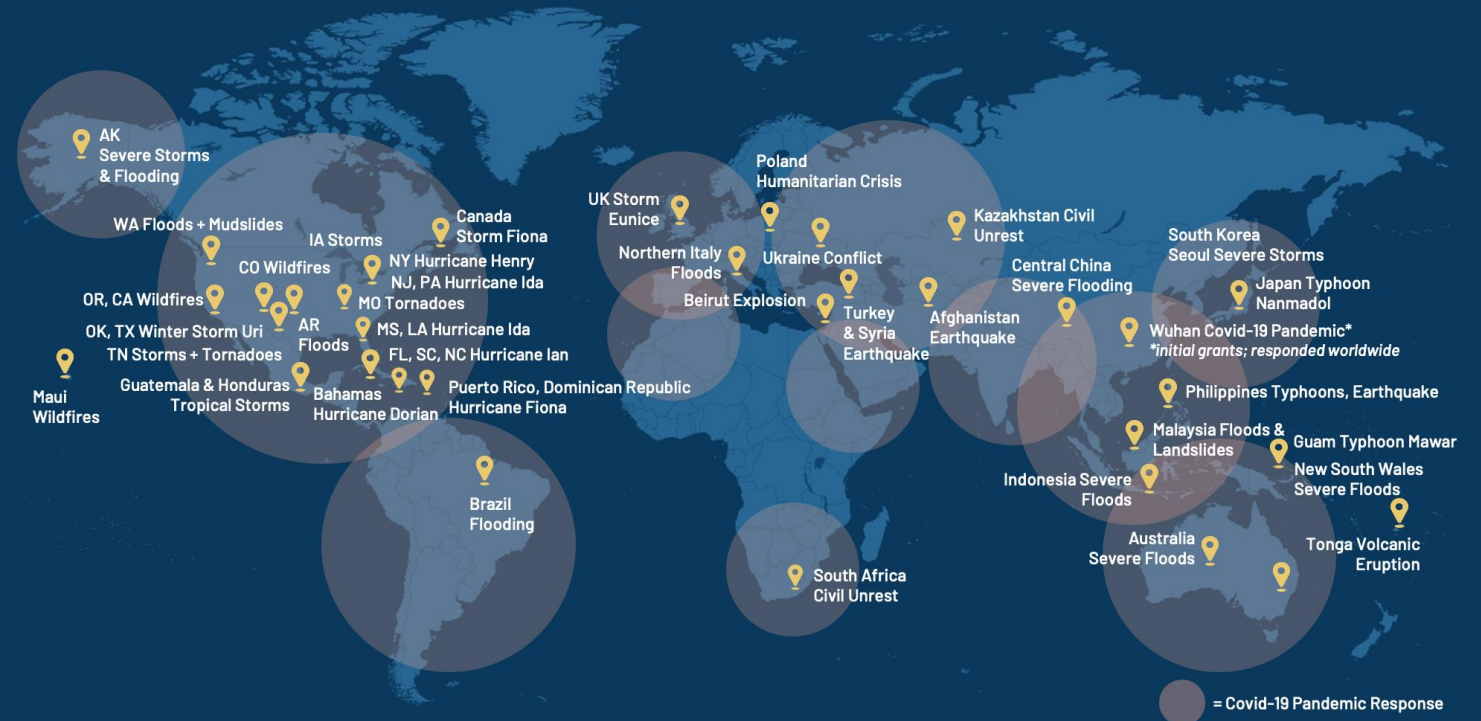 AK
Severe Storms
& Flooding
WA Floods + Mudslides
IA Storms
CO Wildfires
Canada
Storm Fiona
NY Hurricane Henry
NJ, PA Hurricane Ida
OR, CA Wildfires
MO Tornadoes
OK, TX Winter Storm Uri
AR
Floods
MS, LA Hurricane Ida
TN Storms + Tornadoes
FL, SC, NC Hurricane Ian
Maui
Wildfires
Guatemala & Honduras
Tropical Storms
Bahamas
Hurricane Dorian
Puerto Rico, Dominican Republic
Hurricane Fiona
Brazil
Flooding
UK Storm
Eunice
Poland
Humanitarian Crisis
Northern Italy
Floods
Ukraine Conflict
Beirut Explosion
Turkey
& Syria
Earthquake
Kazakhstan Civil
Unrest
Afghanistan
Earthquake
Central China
Severe Flooding
South Korea
Seoul Severe Storms
Japan Typhoon
Nanmadol
Wuhan Covid-19 Pandemic*
*initial grants; responded worldwide
Philippines Typhoons, Earthquake
Malaysia Floods &
Landslides
Guam Typhoon Mawar
Indonesia Severe
Floods
New South Wales
Severe Floods
Australia
Severe Floods
Tonga Volcanic
Eruption
South Africa
Civil Unrest
= Covid-19 Pandemic Response